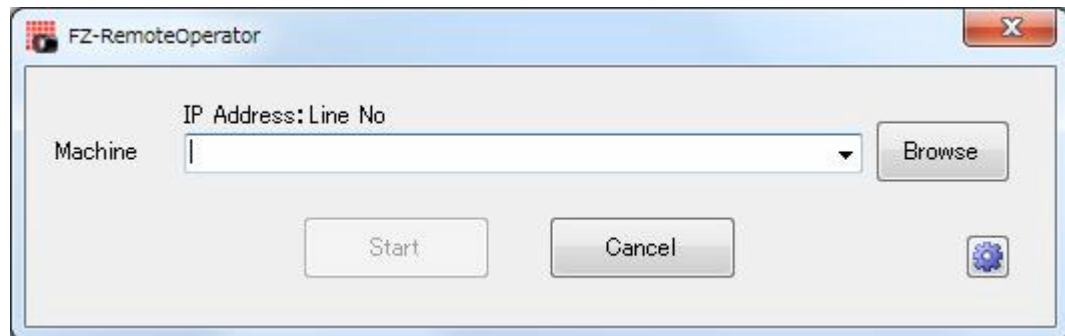 FZ-RemoteOperator
IP Address:Line No
Machine
Browse
Start
Cancel